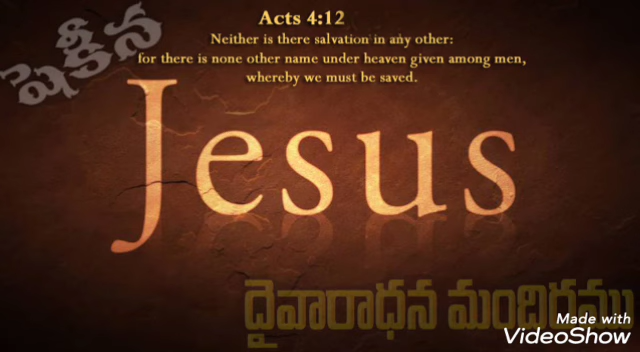 షెకీన
Acts 4:12
Neither is there salvation in any other:
for there is none other name under heaven given among men,
whereby we must be saved.
Jesus
దైవారాధన మందిరము
Made with
VideoShow